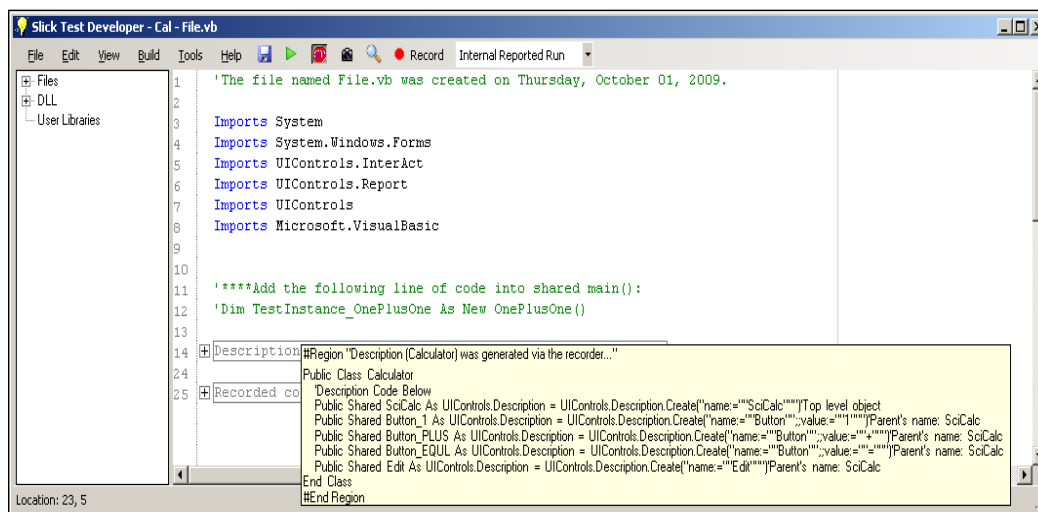 Slick Test Developer - Cal - File.vb
File Edit View Build Tools Help Record Internal Reported Run
Files
DLL
User Libraries
1 'The file named File.vb was created on Thursday, October 01, 2009.
2
3 Imports System
4 Imports System.Windows.Forms
5 Imports UIControls.InterAct
6 Imports UIControls.Report
7 Imports UIControls
8 Imports Microsoft.VisualBasic
9
10
11 '****Add the following line of code into shared main():
12 'Dim TestInstance_OnePlusOne As New OnePlusOne()
13
14 Description
24
25 Recorded co
#Region "Description (Calculator) was generated via the recorder..."
Public Class Calculator
'Description Code Below
Public Shared SciCalc As UIControls.Description = UIControls.Description.Create("name:=""SciCalc""")'Top level object
Public Shared Button_1 As UIControls.Description = UIControls.Description.Create("name:=""Button"";;value:=""1""")'Parent's name: SciCalc
Public Shared Button_PLUS As UIControls.Description = UIControls.Description.Create("name:=""Button"";;value:=""+""")'Parent's name: SciCalc
Public Shared Button_EQUL As UIControls.Description = UIControls.Description.Create("name:=""Button"";;value:=""=""")'Parent's name: SciCalc
Public Shared Edit As UIControls.Description = UIControls.Description.Create("name:=""Edit""")'Parent's name: SciCalc
End Class
#End Region
Location: 23, 5